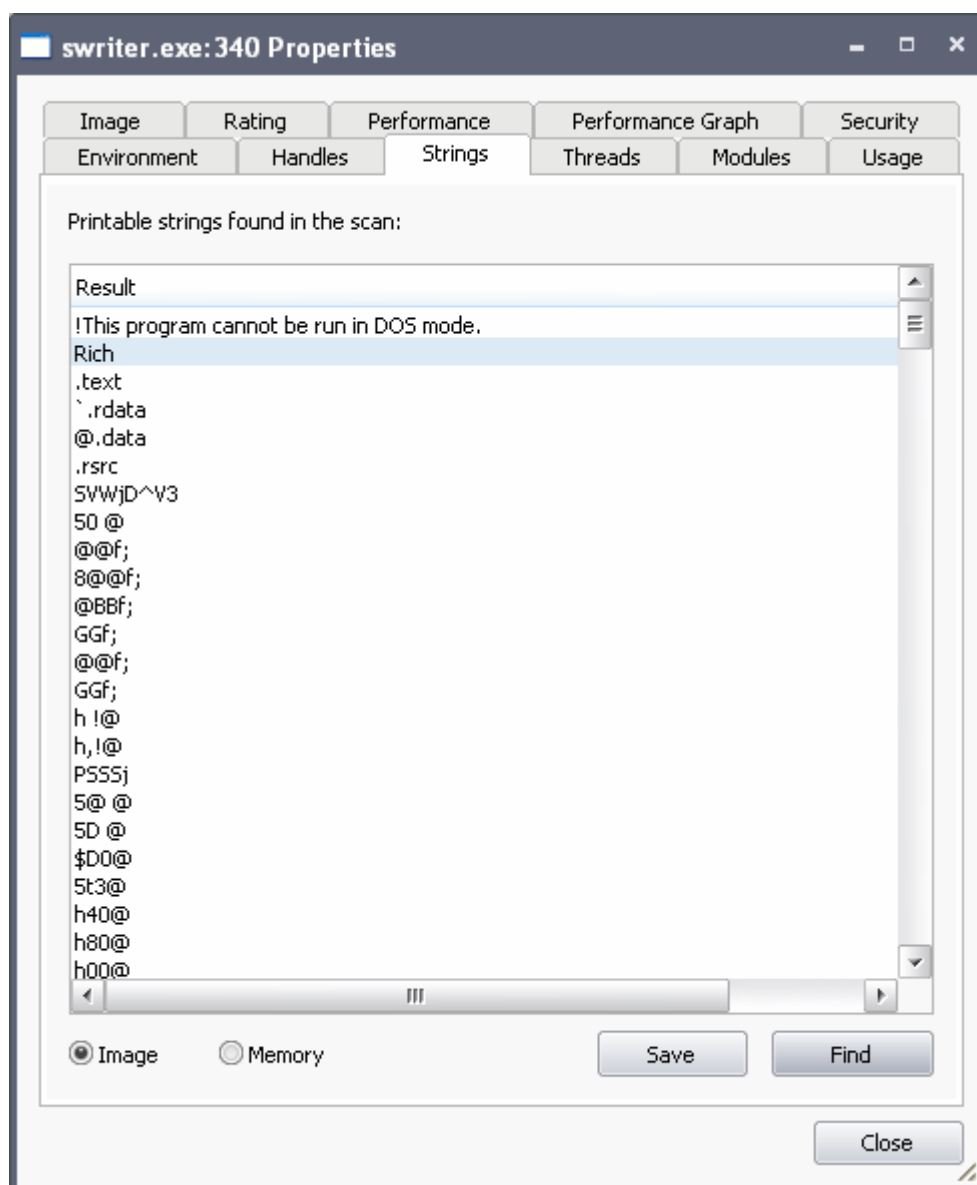 swriter.exe:340 Properties
Image Rating Performance Performance Graph Security
Environment Handles Strings Threads Modules Usage
Printable strings found in the scan:
Result
!This program cannot be run in DOS mode.
Rich
.text
`.rdata
@.data
.rsrc
SVWjD^V3
50 @
@@f;
8@@f;
@BBf;
GGf;
@@f;
GGf;
h !@
h,!@
PSSSj
5@ @
5D @
$D0@
5t3@
h40@
h80@
h00@
Image Memory Save Find
Close